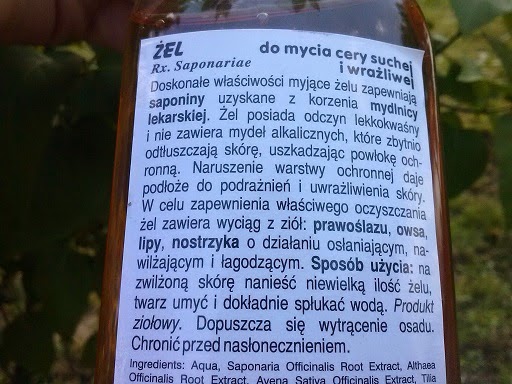 ŻEL
do mycia cery suchej
i wrażliwej
Rx. Saponariae
Doskonałe właściwości myjące żelu zapewniają
saponiny uzyskane z korzenia mydlnicy
lekarskiej. Żel posiada odczyn lekkokwaśny
i nie zawiera mydeł alkalicznych, które zbytnio
odtłuszczają skórę, uszkadzając powłokę och-
ronną. Naruszenie warstwy ochronnej daje
podłoże do podrażnień i uwrażliwienia skóry.
W celu zapewnienia właściwego oczyszczania
żel zawiera wyciąg z ziół: prawoślazu, owsa,
lipy, nostrzyka o działaniu osłaniającym, na-
wilżającym i łagodzącym. Sposób użycia: na
zwilżoną skórę nanieść niewielką ilość żelu,
twarz umyć i dokładnie spłukać wodą. Produkt
ziołowy. Dopuszcza się wytrącenie osadu.
Chronić przed nasłonecznieniem.
Ingredients: Aqua, Saponaria Officinalis Root Extract, Althaea
Officinalis Root Extract, Avena Sativa Officinalis Extract, Tilia